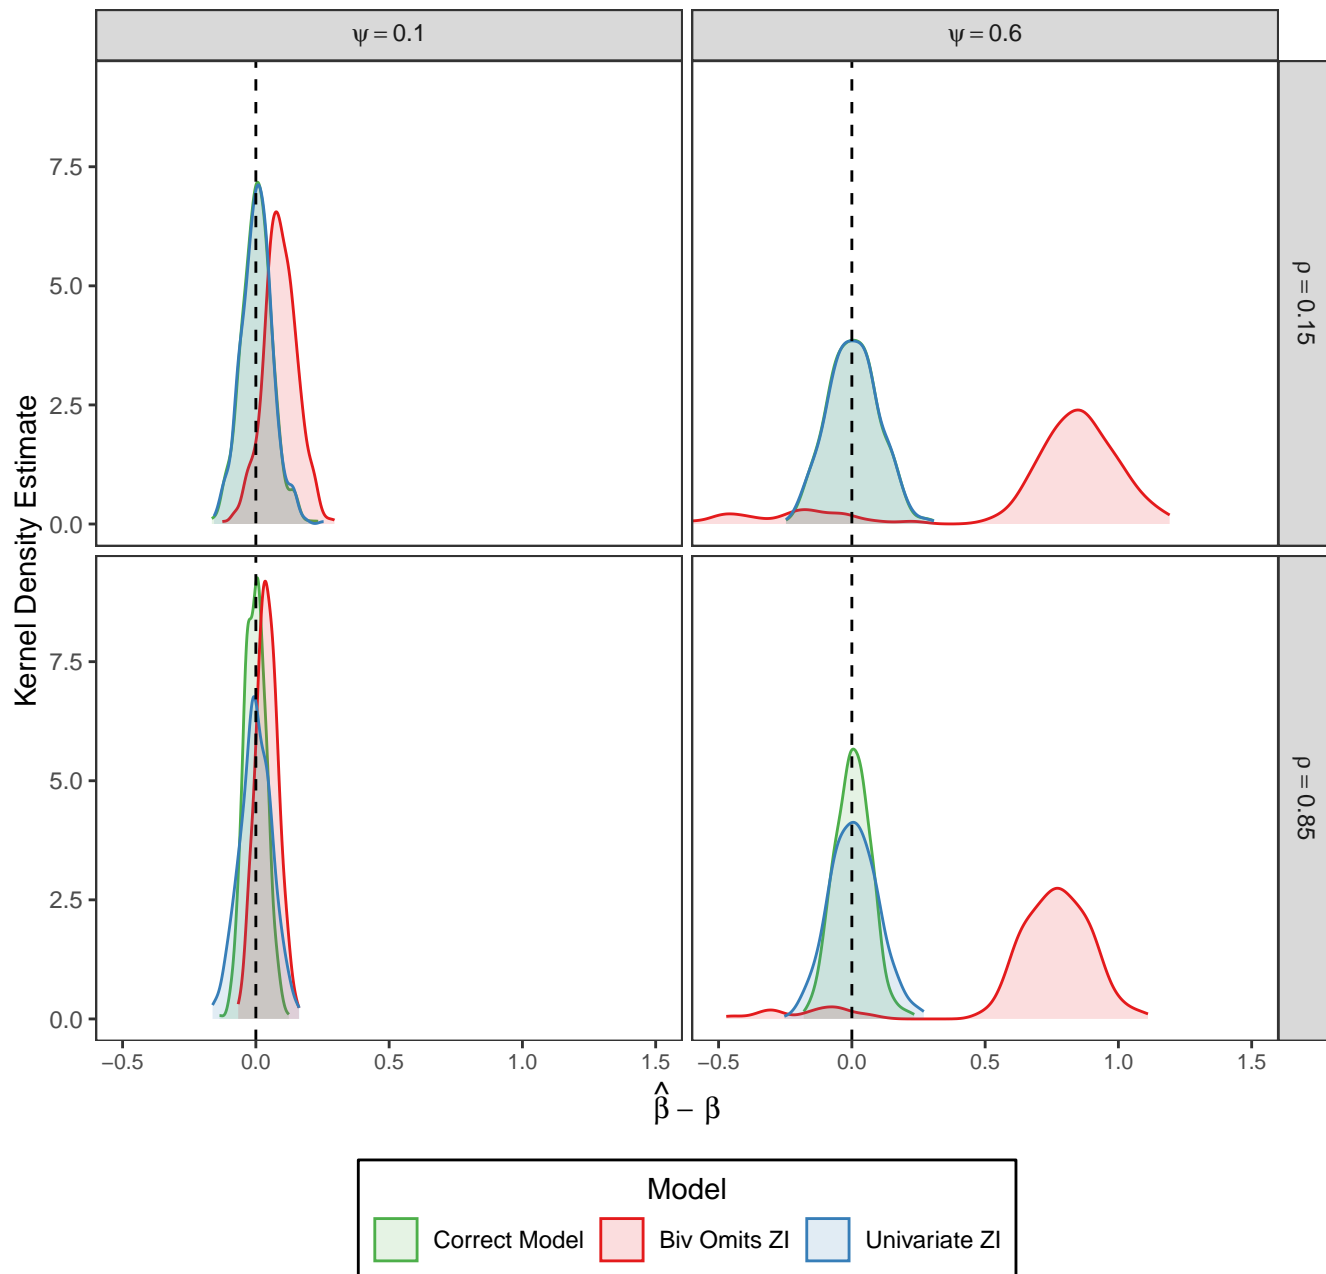 ψ = 0.1
ψ = 0.6
7.5
5.0
2.5
0.0
ρ = 0.15
Kernel Density Estimate
7.5
5.0
2.5
0.0
ρ = 0.85
−0.5 0.0 0.5 1.0 1.5
−0.5 0.0 0.5 1.0 1.5
β̂ − β
Model
Correct Model
Biv Omits ZI
Univariate ZI